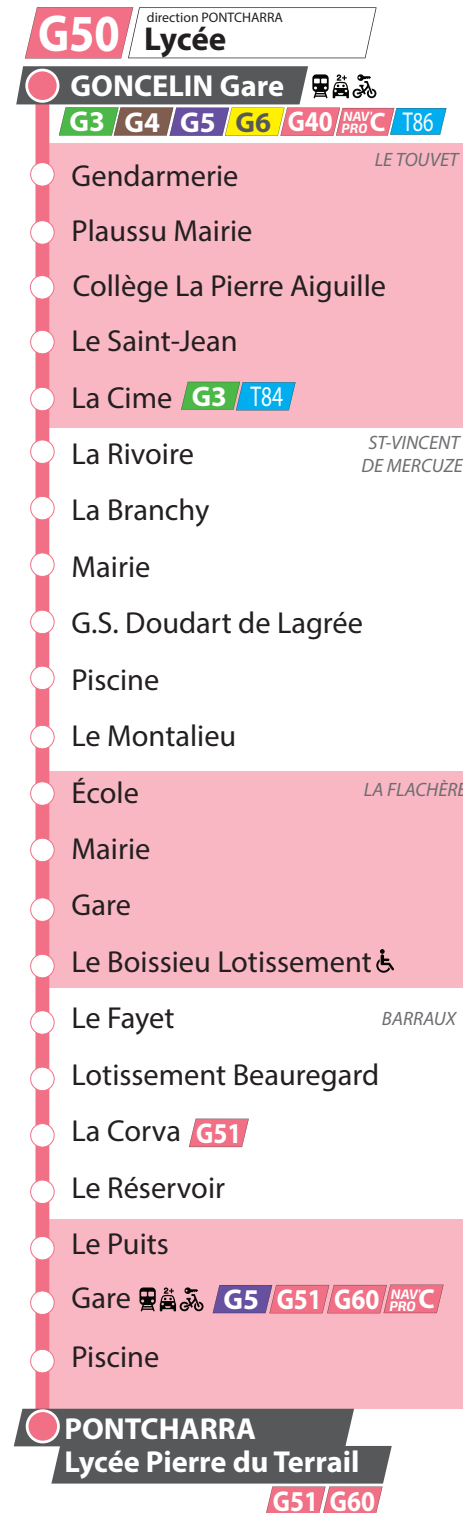 G50 direction PONTCHARRA
Lycée
GONCELIN Gare 2+
G3 G4 G5 G6 G40 NAV'C PRO T86
LE TOUVET
Gendarmerie
Plaussu Mairie
Collège La Pierre Aiguille
Le Saint-Jean
La Cime G3 T84
La Rivoire
ST-VINCENT
DE MERCUZE
La Branchy
Mairie
G.S. Doudart de Lagrée
Piscine
Le Montalieu
École LA FLACHÈRE
Mairie
Gare
Le Boissieu Lotissement
Le Fayet BARRAUX
Lotissement Beauregard
La Corva G51
Le Réservoir
Le Puits
Gare 2+ G5 G51 G60 NAV'C PRO
Piscine
PONTCHARRA
Lycée Pierre du Terrail
G51 G60